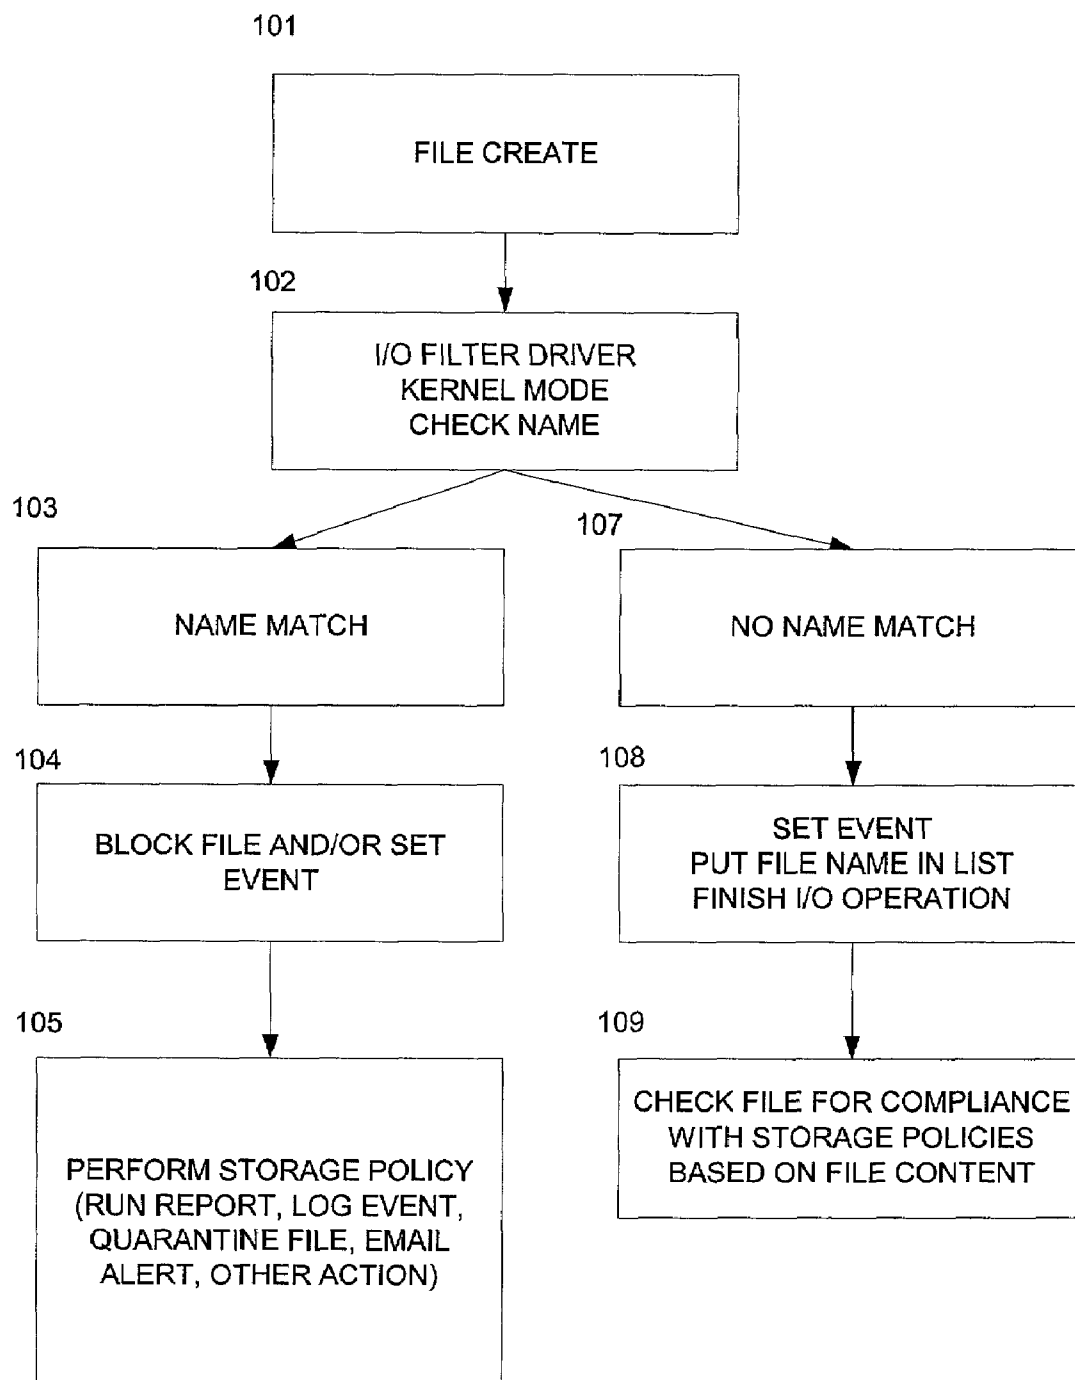 101
FILE CREATE
102
I/O FILTER DRIVER
KERNEL MODE
CHECK NAME
103
NAME MATCH
107
NO NAME MATCH
104
BLOCK FILE AND/OR SET
EVENT
108
SET EVENT
PUT FILE NAME IN LIST
FINISH I/O OPERATION
105
PERFORM STORAGE POLICY
(RUN REPORT, LOG EVENT,
QUARANTINE FILE, EMAIL
ALERT, OTHER ACTION)
109
CHECK FILE FOR COMPLIANCE
WITH STORAGE POLICIES
BASED ON FILE CONTENT